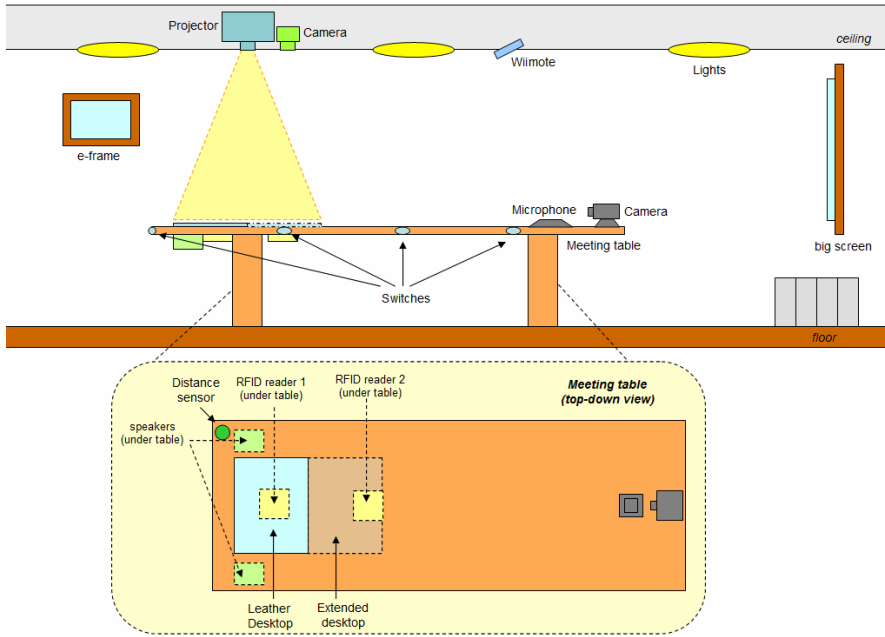 Projector
Camera
ceiling
Wiimote
Lights
e-frame
Microphone
Camera
Meeting table
big screen
Switches
floor
Distance
sensor
RFID reader 1
(under table)
RFID reader 2
(under table)
Meeting table
(top-down view)
speakers
(under table)
Leather
Desktop
Extended
desktop